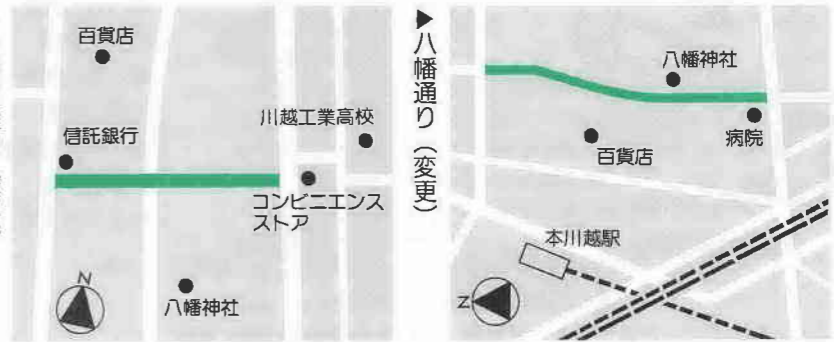 百貨店
信託銀行
川越工業高校
コンビニエンス
ストア
八幡神社
N
▶八幡通り（変更）
八幡神社
病院
百貨店
本川越駅
N